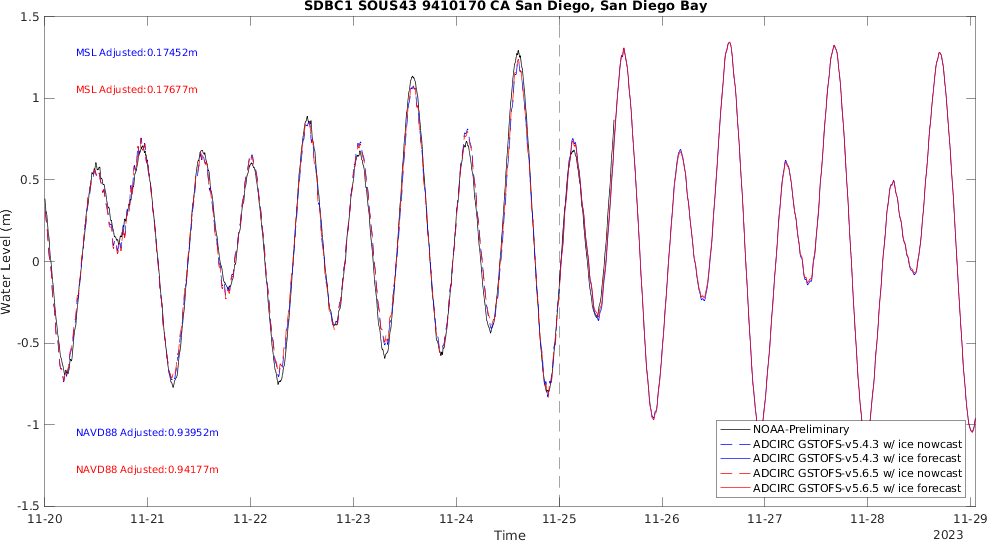 SDBC1 SOUS43 9410170 CA San Diego, San Diego Bay
1.5
1
0.5
0
-0.5
-1
-1.5
Water Level (m)
MSL Adjusted:0.17452m
MSL Adjusted:0.17677m
NAVD88 Adjusted:0.93952m
NAVD88 Adjusted:0.94177m
NOAA-Preliminary
ADCIRC GSTOFS-v5.4.3 w/ ice nowcast
ADCIRC GSTOFS-v5.4.3 w/ ice forecast
ADCIRC GSTOFS-v5.6.5 w/ ice nowcast
ADCIRC GSTOFS-v5.6.5 w/ ice forecast
11-20 11-21 11-22 11-23 11-24 11-25 11-26 11-27 11-28 11-29
Time
2023